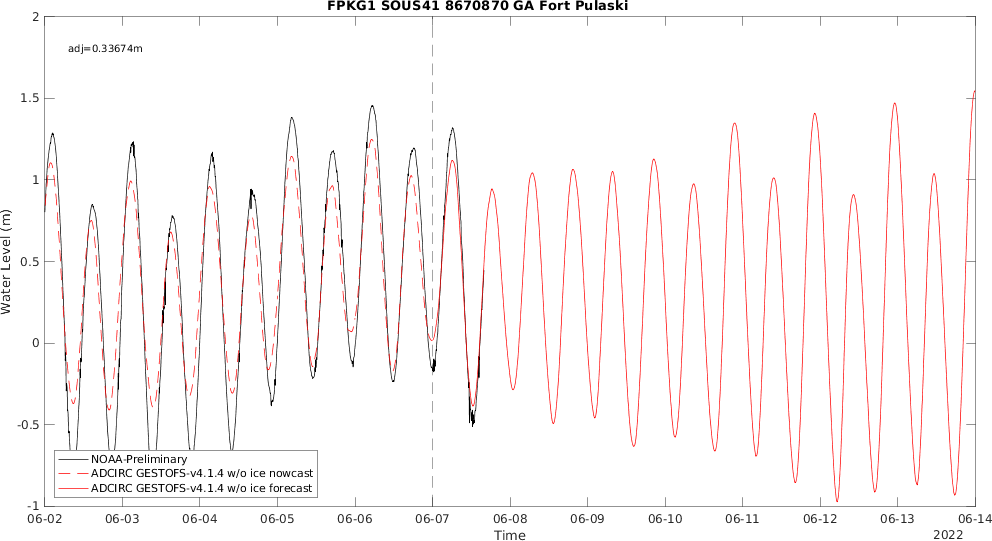 FPKG1 SOUS41 8670870 GA Fort Pulaski
adj=0.33674m
Water Level (m)
2
1.5
1
0.5
0
-0.5
-1
NOAA-Preliminary
ADCIRC GESTOFS-v4.1.4 w/o ice nowcast
ADCIRC GESTOFS-v4.1.4 w/o ice forecast
06-02 06-03 06-04 06-05 06-06 06-07 06-08 06-09 06-10 06-11 06-12 06-13 06-14
Time
2022